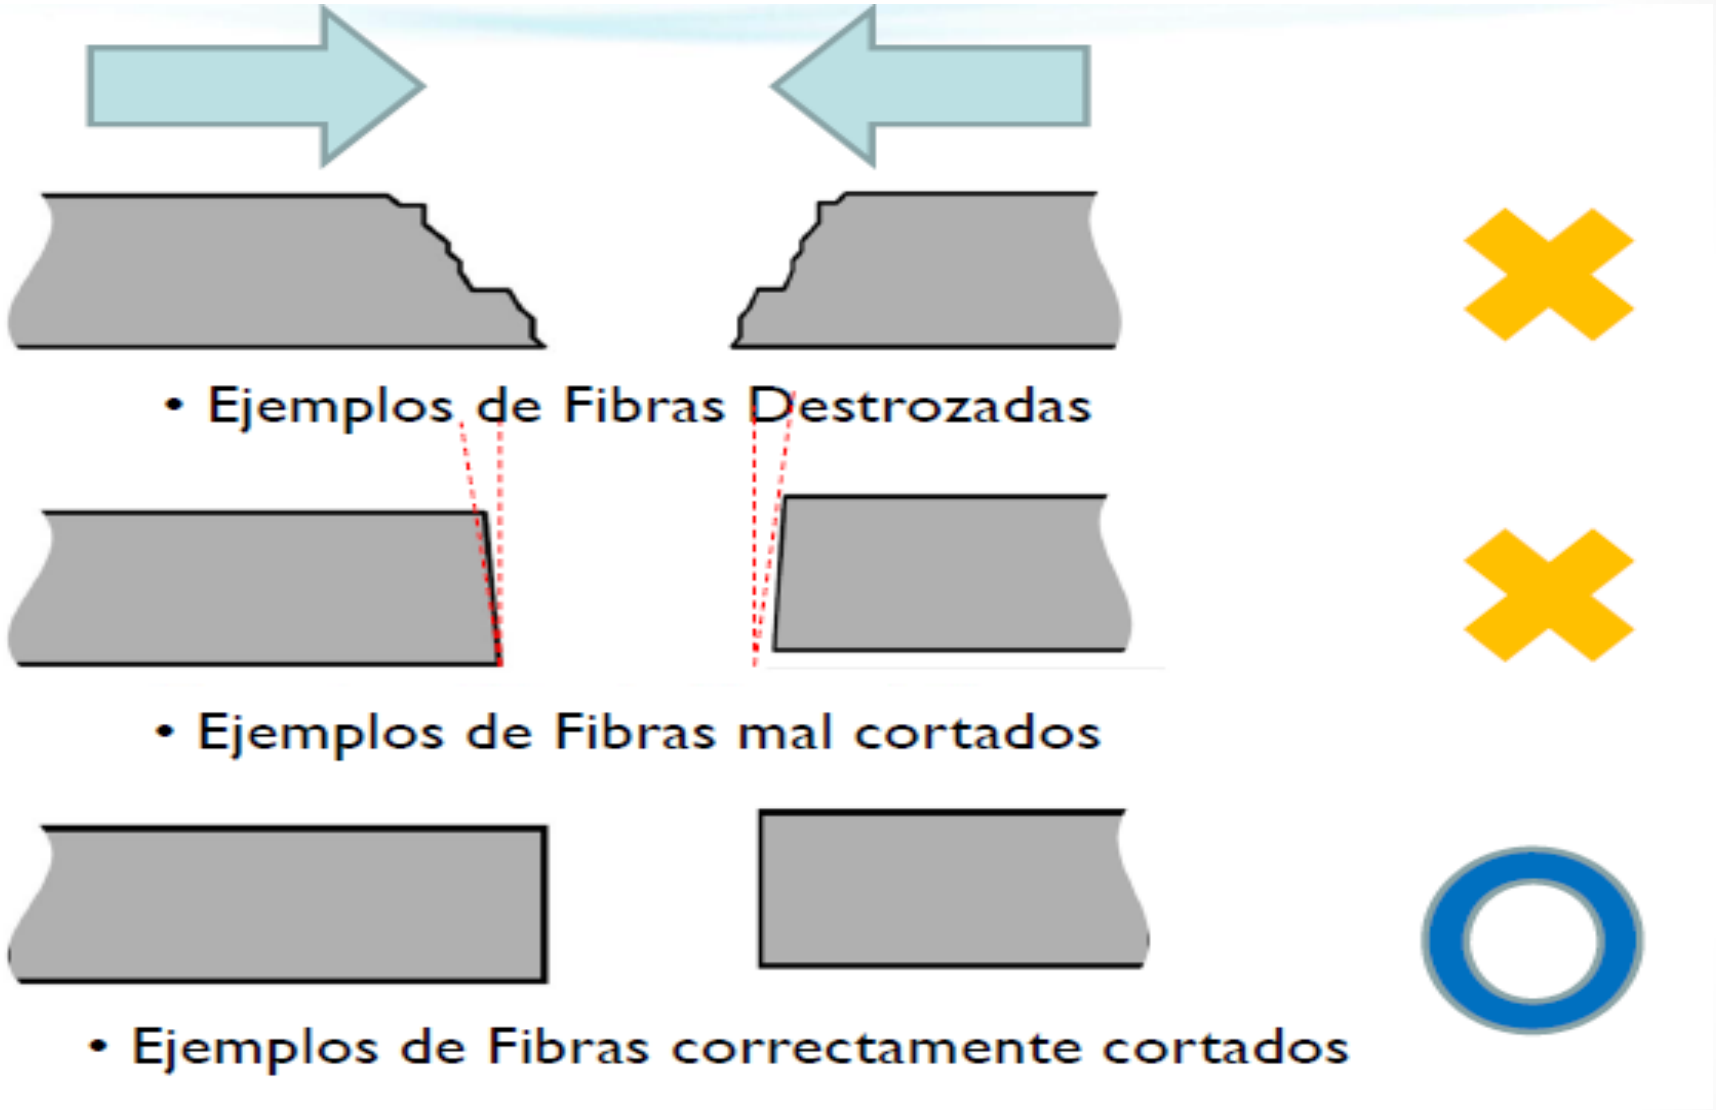 • Ejemplos de Fibras Destrozadas
• Ejemplos de Fibras mal cortados
• Ejemplos de Fibras correctamente cortados